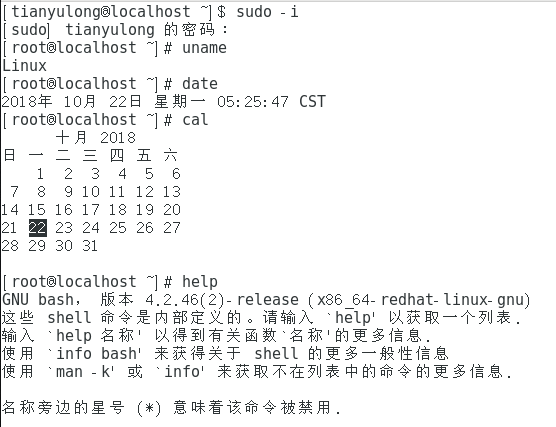 [tianyulong@localhost ~]$ sudo -i
[sudo] tianyulong 的密码：
[root@localhost ~]# uname
Linux
[root@localhost ~]# date
2018年 10月 22日 星期一 05:25:47 CST
[root@localhost ~]# cal
十月 2018
日 一 二 三 四 五 六
1 2 3 4 5 6
7 8 9 10 11 12 13
14 15 16 17 18 19 20
21 22 23 24 25 26 27
28 29 30 31
[root@localhost ~]# help
GNU bash, 版本 4.2.46(2)-release (x86_64-redhat-linux-gnu)
这些 shell 命令是内部定义的。请输入 `help' 以获取一个列表。
输入 `help 名称' 以得到有关函数`名称'的更多信息。
使用 `info bash' 来获得关于 shell 的更多一般性信息
使用 `man -k' 或 `info' 来获取不在列表中的命令的更多信息。
名称旁边的星号 (*) 意味着该命令被禁用。